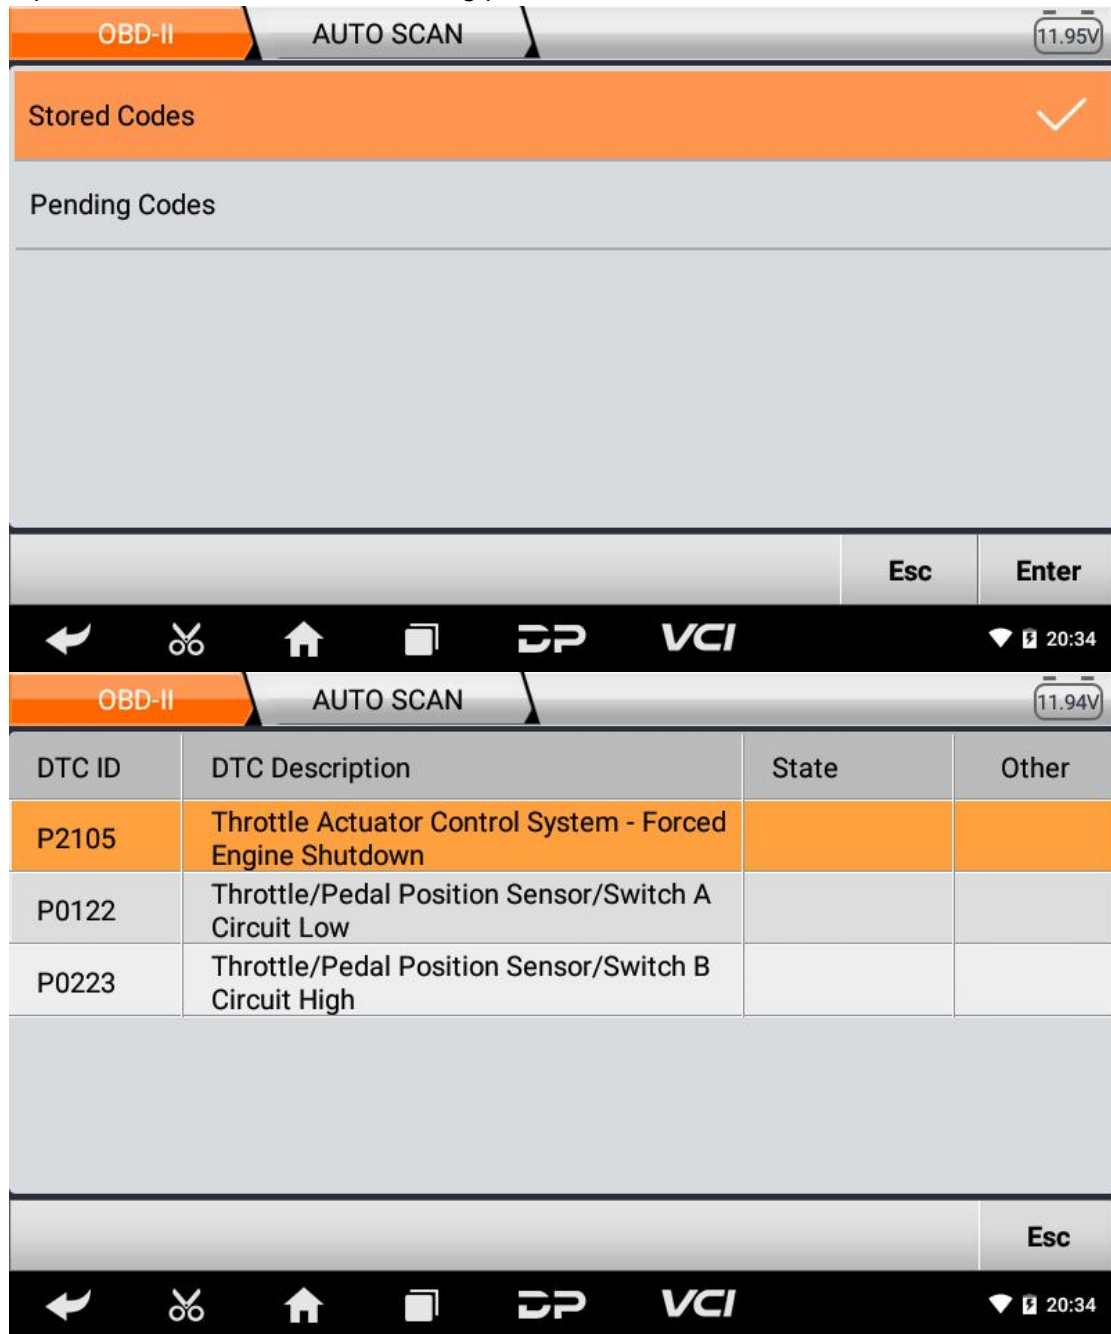 OBD-II AUTO SCAN 11.95V
Stored Codes
Pending Codes
Esc Enter
DP VCI 20:34
OBD-II AUTO SCAN 11.94V
DTC ID DTC Description State Other
P2105 Throttle Actuator Control System - Forced
Engine Shutdown
P0122 Throttle/Pedal Position Sensor/Switch A
Circuit Low
P0223 Throttle/Pedal Position Sensor/Switch B
Circuit High
Esc
DP VCI 20:34